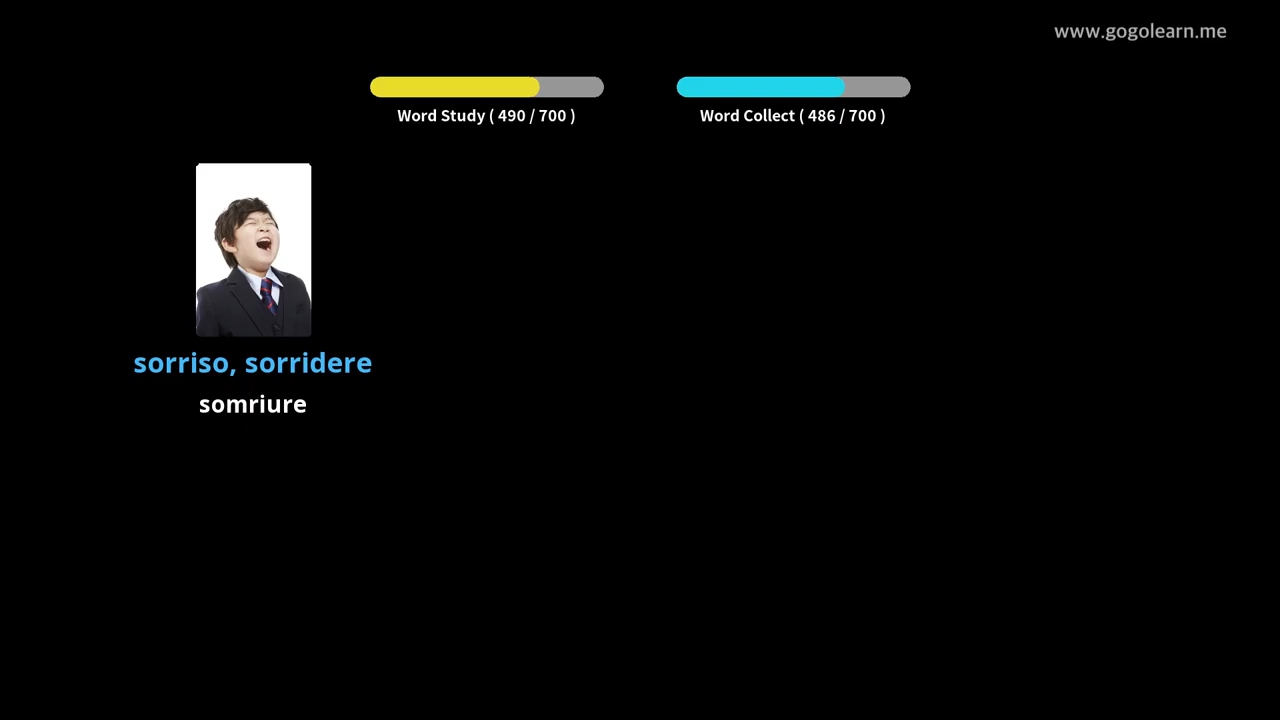 www.gogolearn.me
Word Study ( 490 / 700 )
Word Collect ( 486 / 700 )
sorriso, sorridere
somriure